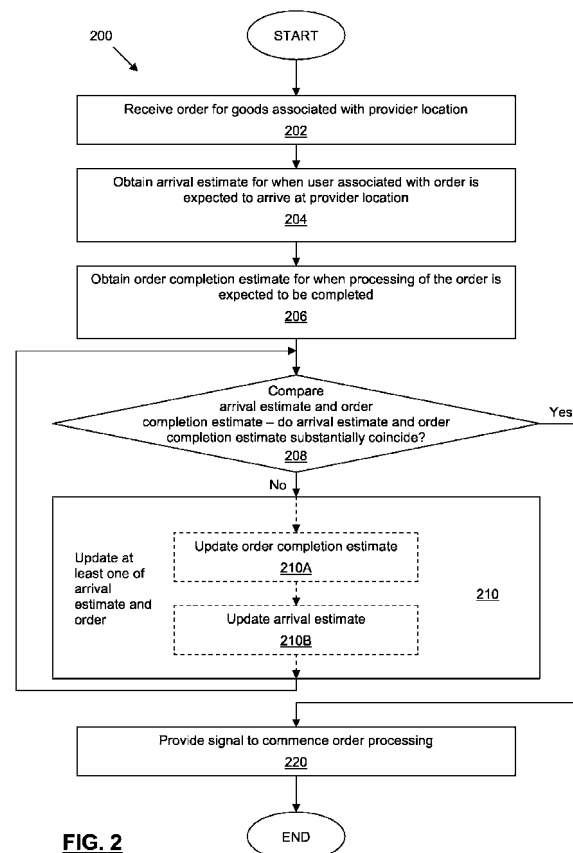 200
START
Receive order for goods associated with provider location
202
Obtain arrival estimate for when user associated with order is
expected to arrive at provider location
204
Obtain order completion estimate for when processing of the order is
expected to be completed
206
Compare
arrival estimate and order
completion estimate – do arrival estimate and order
completion estimate substantially coincide?
208
Yes
No
Update at
least one of
arrival
estimate and
order
Update order completion estimate
210A
Update arrival estimate
210B
210
Provide signal to commence order processing
220
END
FIG. 2